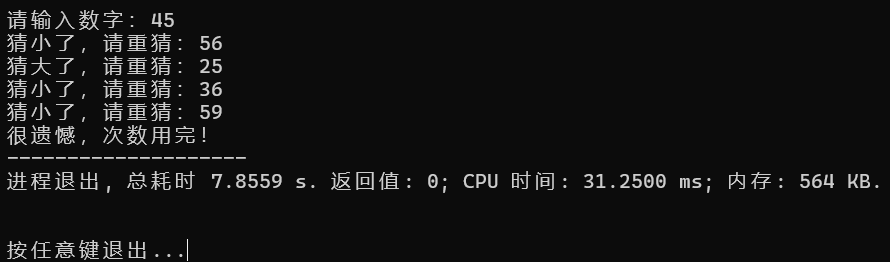 请输入数字: 45
猜小了, 请重猜: 56
猜大了, 请重猜: 25
猜小了, 请重猜: 36
猜小了, 请重猜: 59
很遗憾, 次数用完!
--------------------
进程退出, 总耗时 7.8559 s. 返回值: 0; CPU 时间: 31.2500 ms; 内存: 564 KB.
按任意键退出...